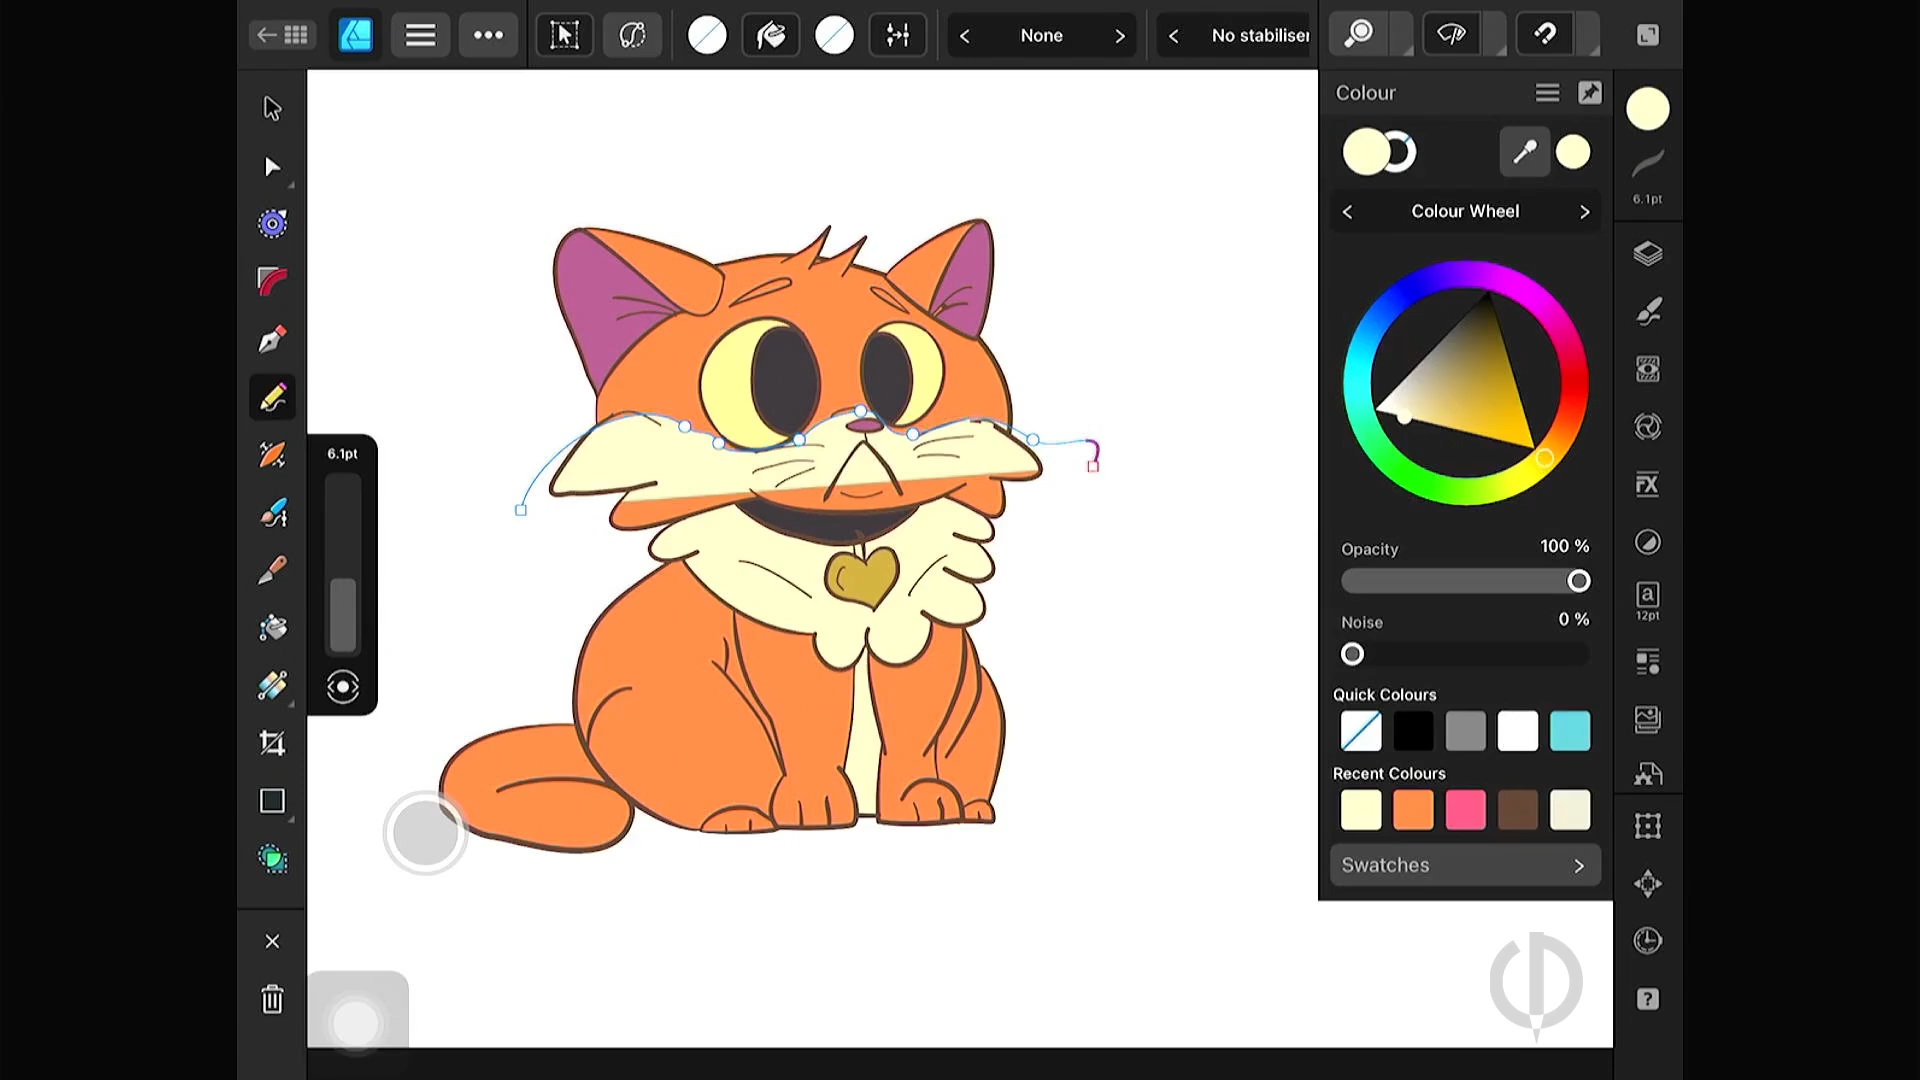 None
No stabiliser
Colour
6.1pt
Colour Wheel
6.1pt
Opacity
100 %
FX
a
12pt
Noise
0 %
Quick Colours
Recent Colours
Swatches
?